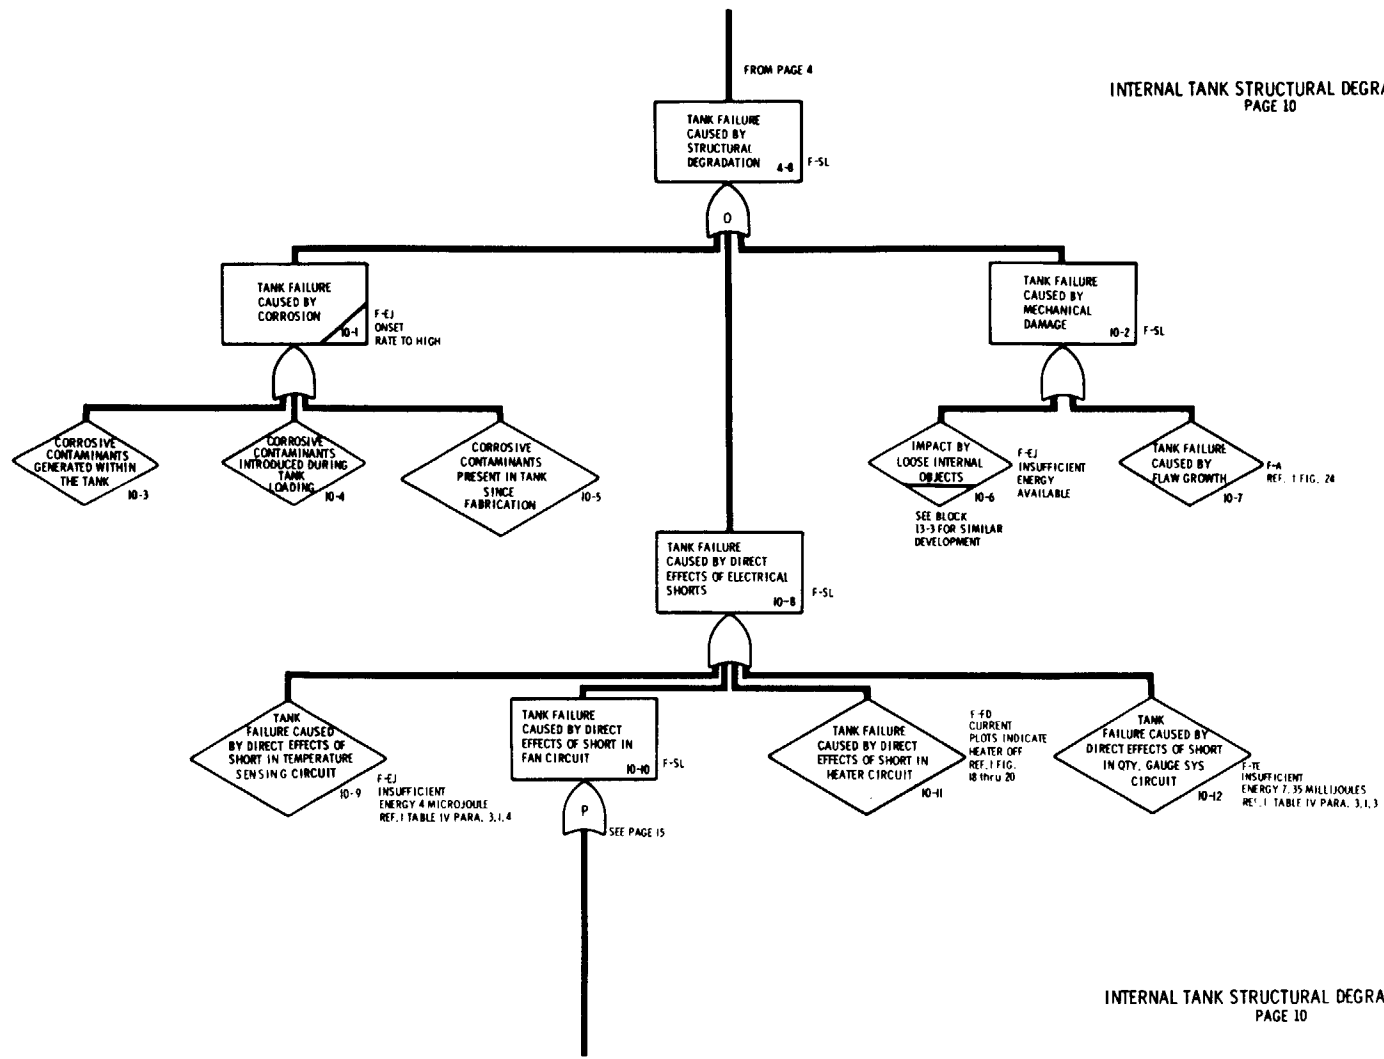 FROM PAGE 4
INTERNAL TANK STRUCTURAL DEGRA
PAGE 10
TANK FAILURE
CAUSED BY
STRUCTURAL
DEGRADATION
4-8
F-SL
O
TANK FAILURE
CAUSED BY
CORROSION
10-1
F-EJ
ONSET
RATE TO HIGH
TANK FAILURE
CAUSED BY
MECHANICAL
DAMAGE
10-2
F-SL
CORROSIVE
CONTAMINANTS
GENERATED WITHIN
THE TANK
10-3
CORROSIVE
CONTAMINANTS
INTRODUCED DURING
TANK
LOADING
10-4
CORROSIVE
CONTAMINANTS
PRESENT IN TANK
SINCE
FABRICATION
10-5
IMPACT BY
LOOSE INTERNAL
OBJECTS
10-6
F-EJ
INSUFFICIENT
ENERGY
AVAILABLE
SEE BLOCK
13-3 FOR SIMILAR
DEVELOPMENT
TANK FAILURE
CAUSED BY
FLAW GROWTH
10-7
F-A
REF. 1 FIG. 24
TANK FAILURE
CAUSED BY DIRECT
EFFECTS OF ELECTRICAL
SHORTS
10-8
F-SL
TANK
FAILURE CAUSED
BY DIRECT EFFECTS OF
SHORT IN TEMPERATURE
SENSING CIRCUIT
10-9
F-EJ
INSUFFICIENT
ENERGY 4 MICROJOULE
REF. 1 TABLE IV PARA. 3.1.4
TANK FAILURE
CAUSED BY DIRECT
EFFECTS OF SHORT IN
FAN CIRCUIT
10-10
F-SL
P
SEE PAGE 15
TANK FAILURE
CAUSED BY DIRECT
EFFECTS OF SHORT IN
HEATER CIRCUIT
10-11
F-FD
CURRENT
PLOTS INDICATE
HEATER OFF
REF. 1 FIG.
18 thru 20
TANK
FAILURE CAUSED BY
DIRECT EFFECTS OF SHORT
IN QTY. GAUGE SYS
CIRCUIT
10-12
F-TE
INSUFFICIENT
ENERGY 7.35 MILLIJOULES
REF. 1 TABLE IV PARA. 3.1.3
INTERNAL TANK STRUCTURAL DEGRA
PAGE 10